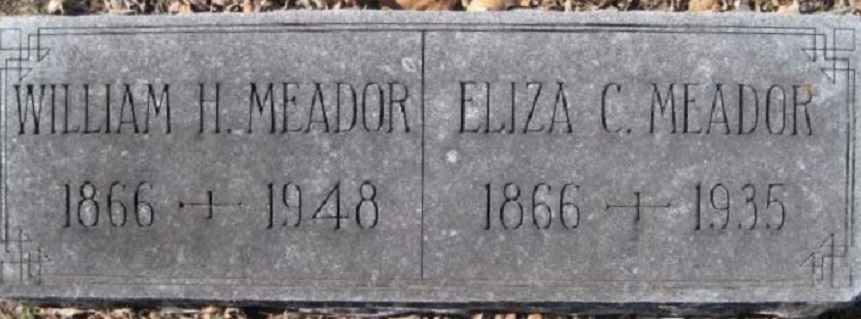 WILLIAM H. MEADOR
1866 + 1948
ELIZA C. MEADOR
1866 + 1935